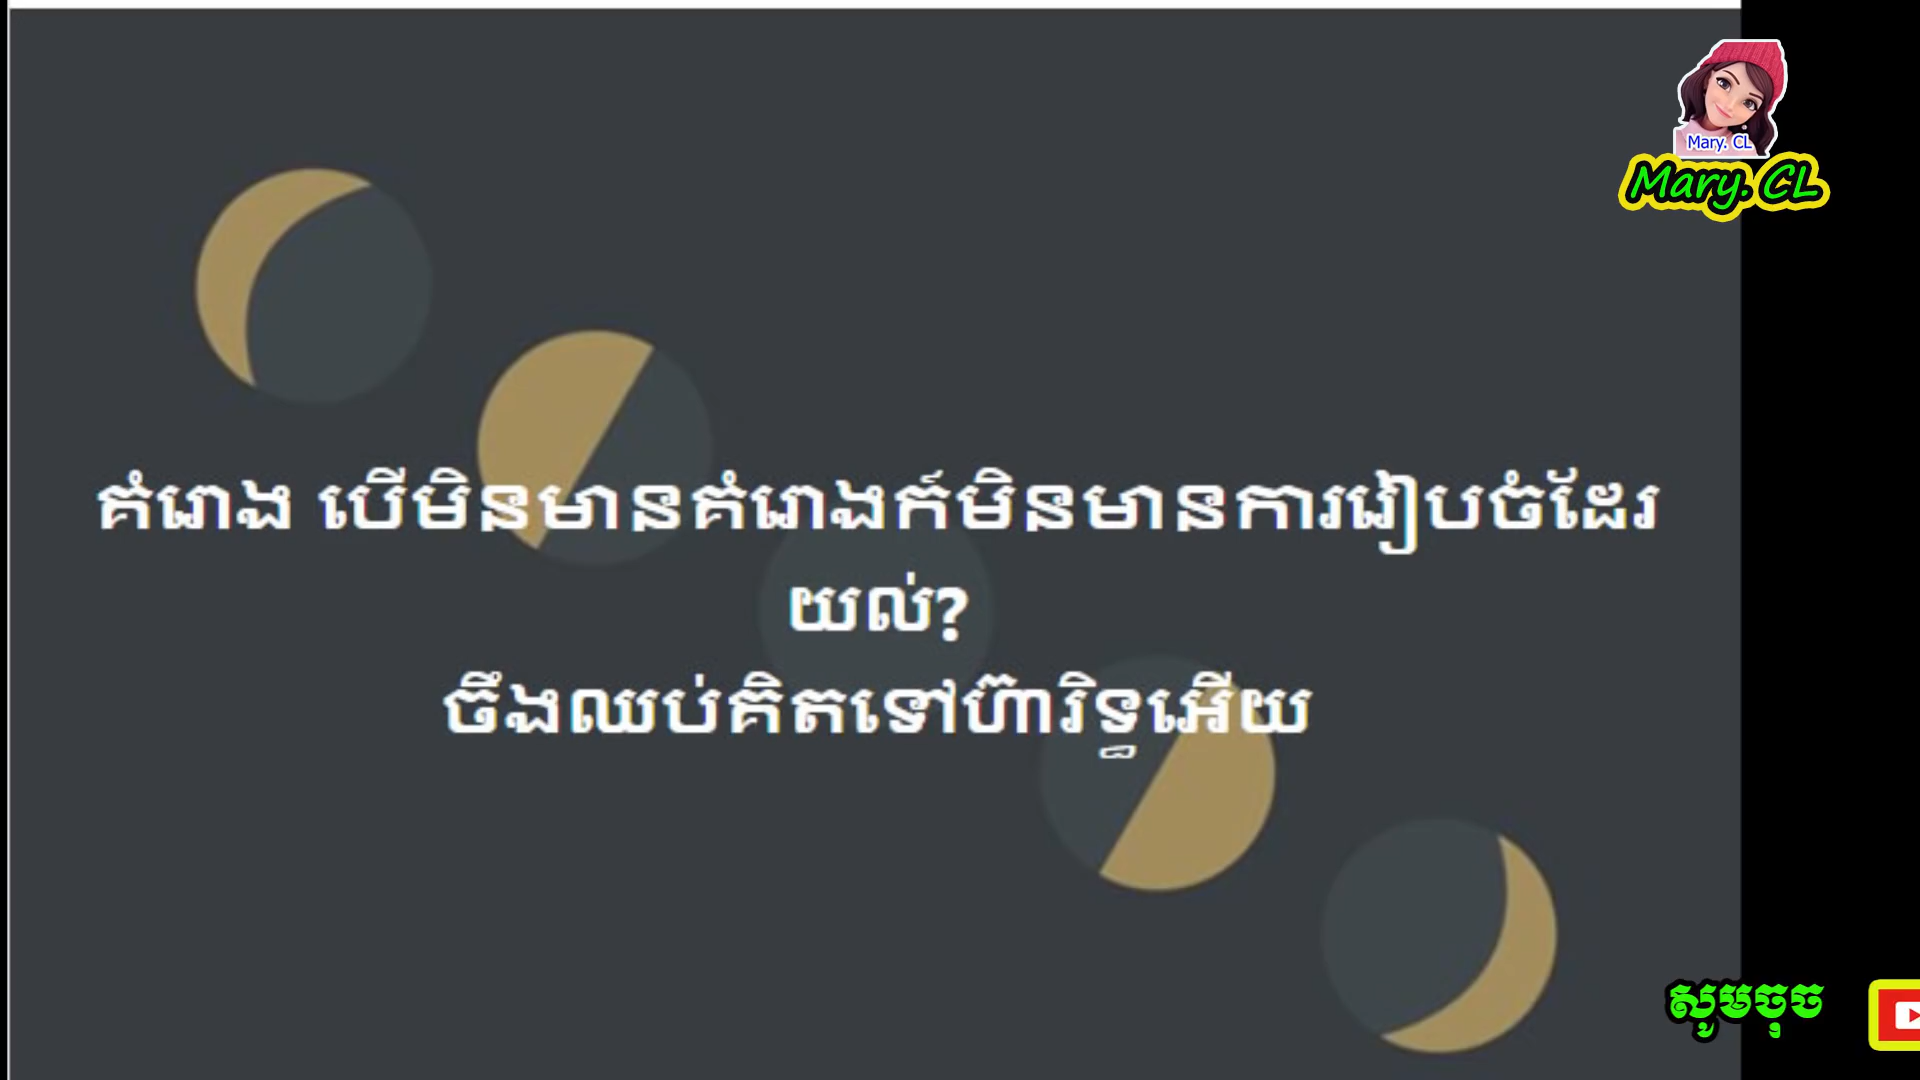 Mary. CL
Mary. CL
គំរោង បើមិនមានគំរោងក៍មិនមានការរៀបចំដែរ
យល់?
ចឹងឈប់គិតទៅហ៊ារិទ្ធអើយ
សូមចុច